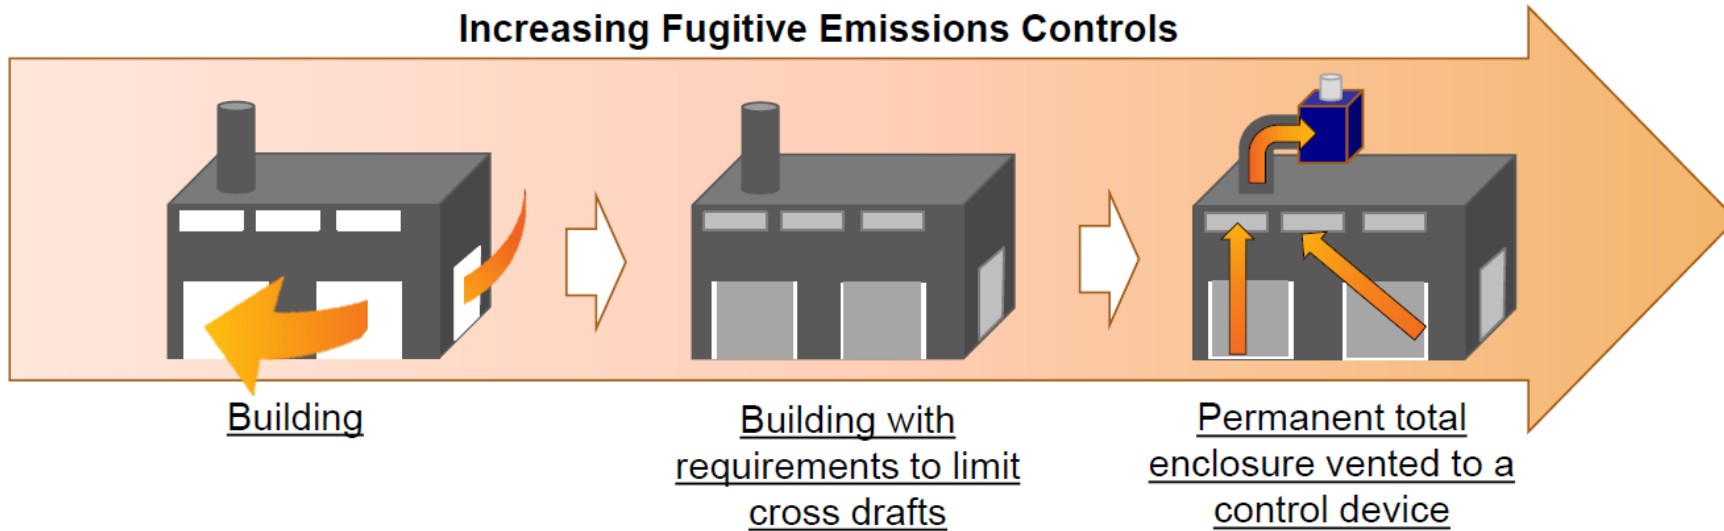 Increasing Fugitive Emissions Controls
Building
Building with
requirements to limit
cross drafts
Permanent total
enclosure vented to a
control device